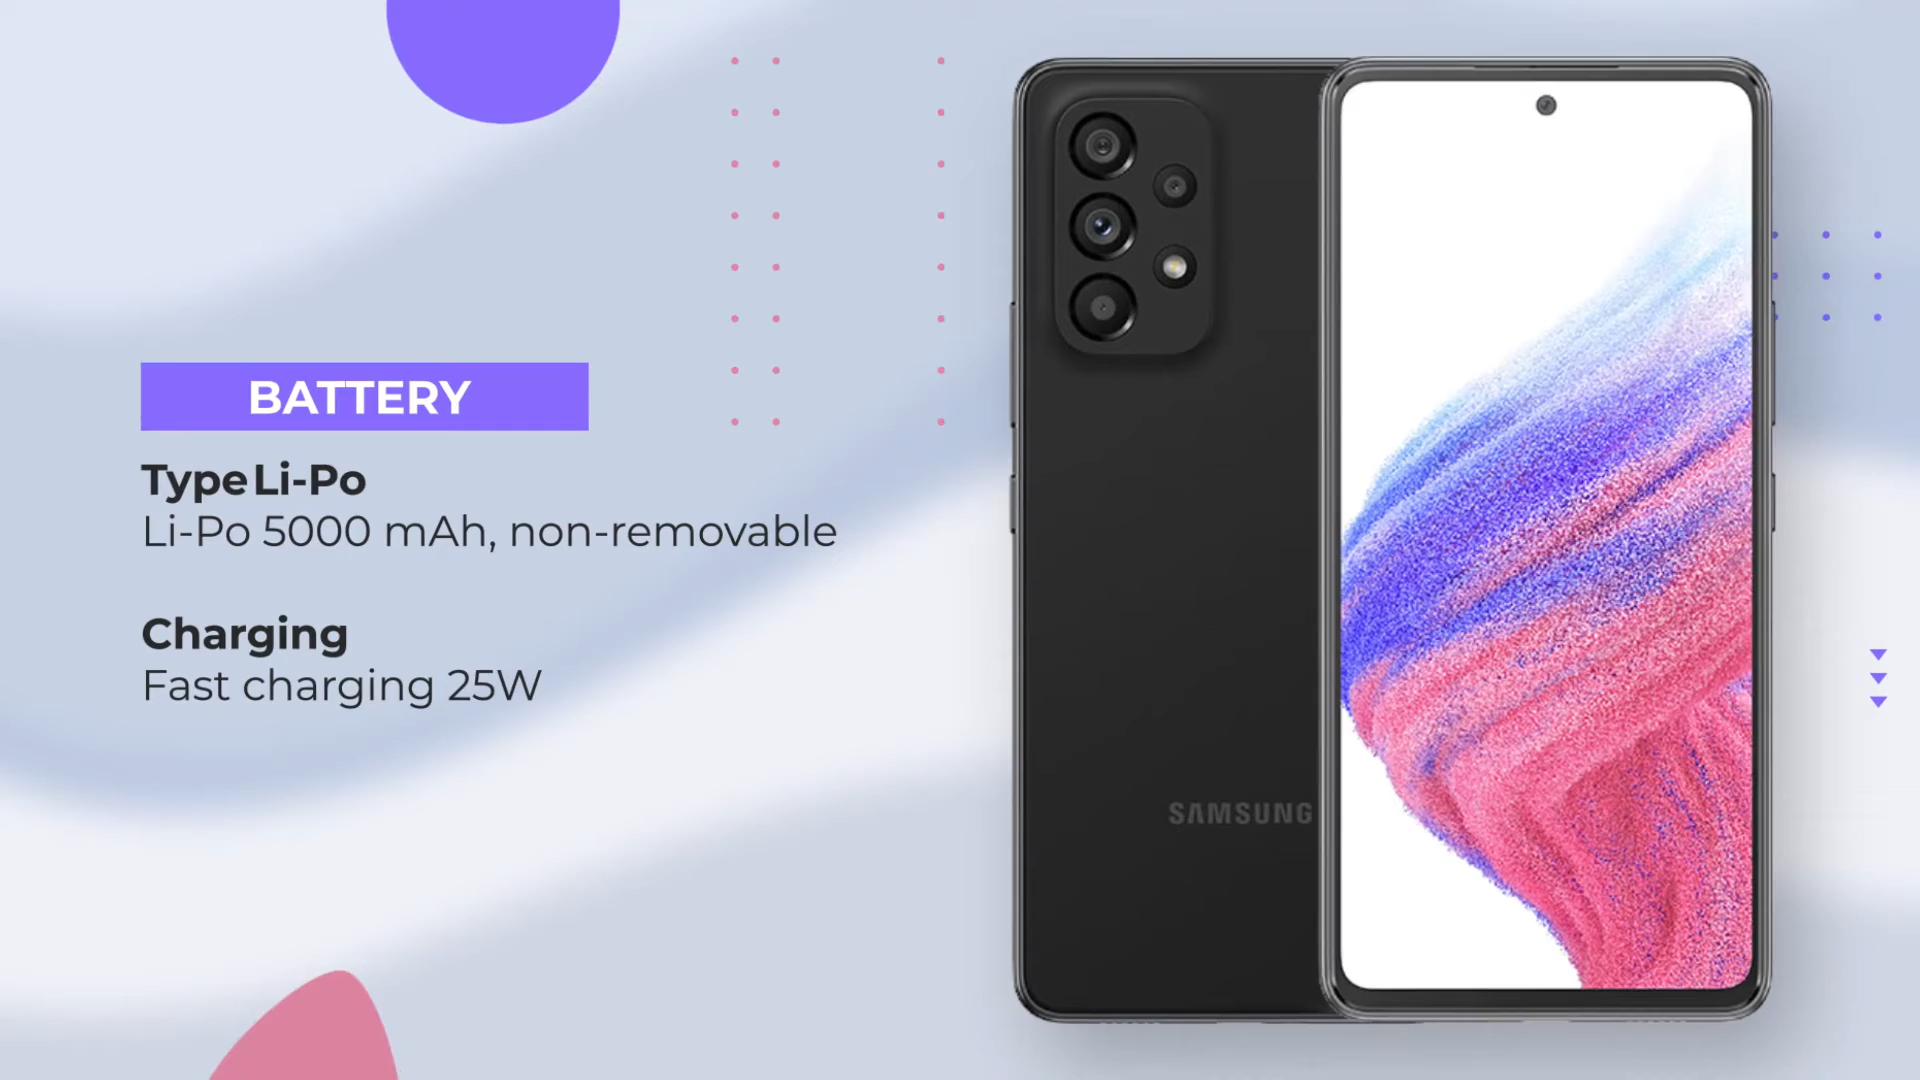 BATTERY
Type Li-Po
Li-Po 5000 mAh, non-removable
Charging
Fast charging 25W
SAMSUNG